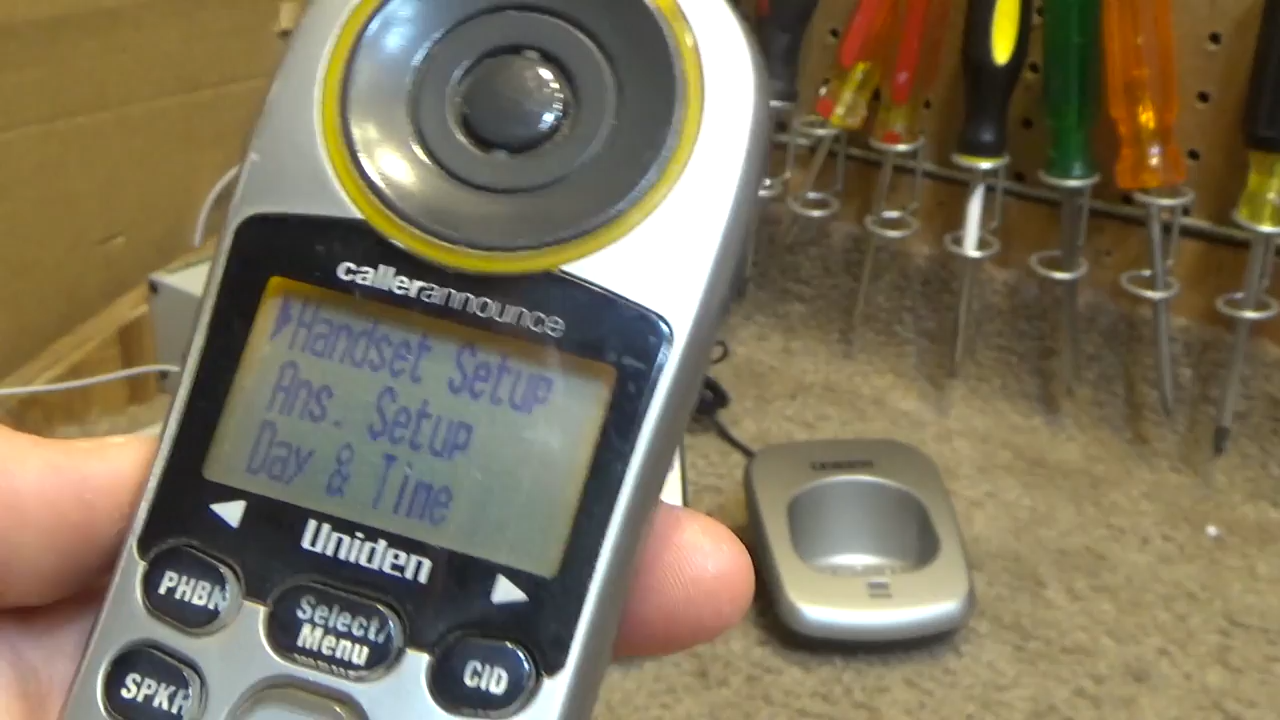 callerannounce
Handset Setup
Ans. Setup
Day & Time
Uniden
PHBK
Select/
Menu
CID
SPKR